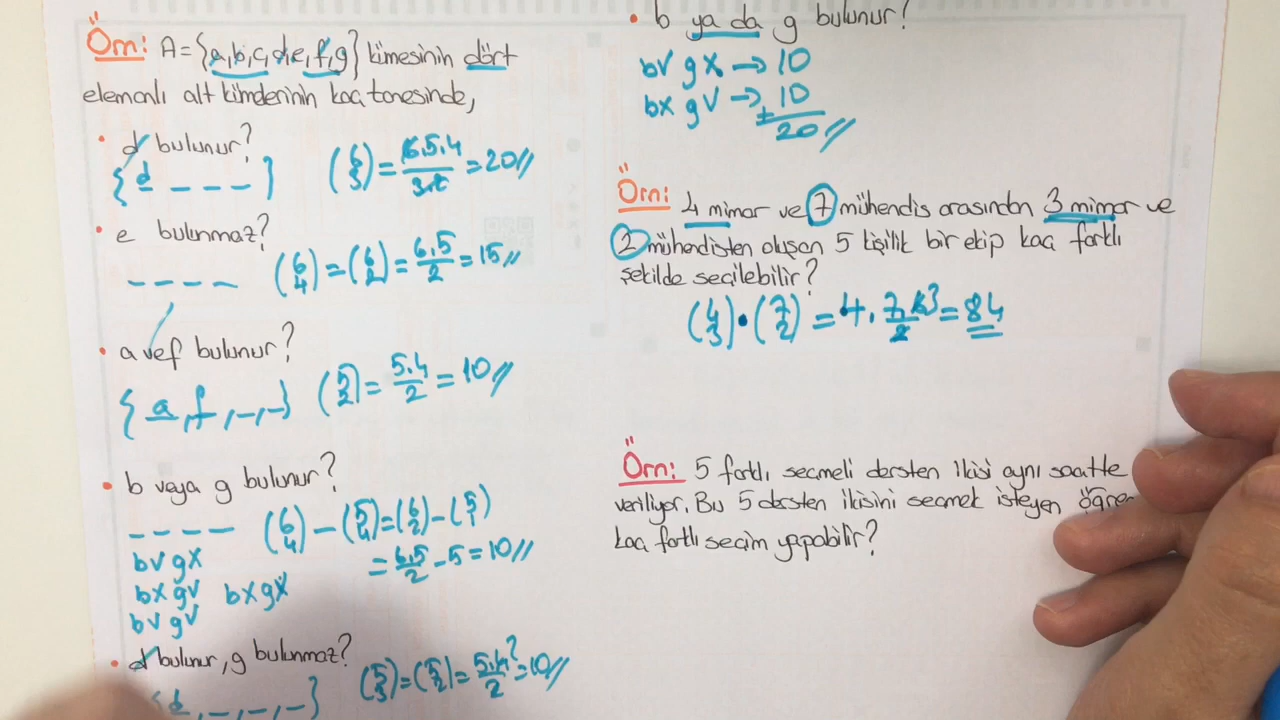 Örn: A={a,b,c,d,e,f,g} kümesinin dört
elemanlı alt kümelerinin kaç tanesinde,
• d bulunur?
{d _ _ _} (6 3) = 6.5.4/3.2 = 20//
• e bulunmaz?
_ _ _ _ (6 4) = (6 2) = 6.5/2 = 15//
• a ve f bulunur?
{a, f, _, _} (5 2) = 5.4/2 = 10//
• b veya g bulunur?
_ _ _ _ (6 4) - (5 4) = (6 2) - (5 1)
= 6.5/2 - 5 = 10//
b✓ g✗
b✗ g✓ b✗ g✗
b✓ g✓
• d bulunur, g bulunmaz?
{d, _, _, _} (5 3) = (5 2) = 5.4/2 = 10//
• b ya da g bulunur?
b✓ g✗ → 10
b✗ g✓ → 10
+
20//
Örn: 4 mimar ve 7 mühendis arasından 3 mimar ve
2 mühendisten oluşan 5 kişilik bir ekip kaç farklı
şekilde seçilebilir?
(4 3) • (7 2) = 4. 7.6 3/2 = 84
Örn: 5 farklı seçmeli dersten ikisi aynı saatte
veriliyor. Bu 5 dersten ikisini seçmek isteyen öğren
kaç farklı seçim yapabilir?